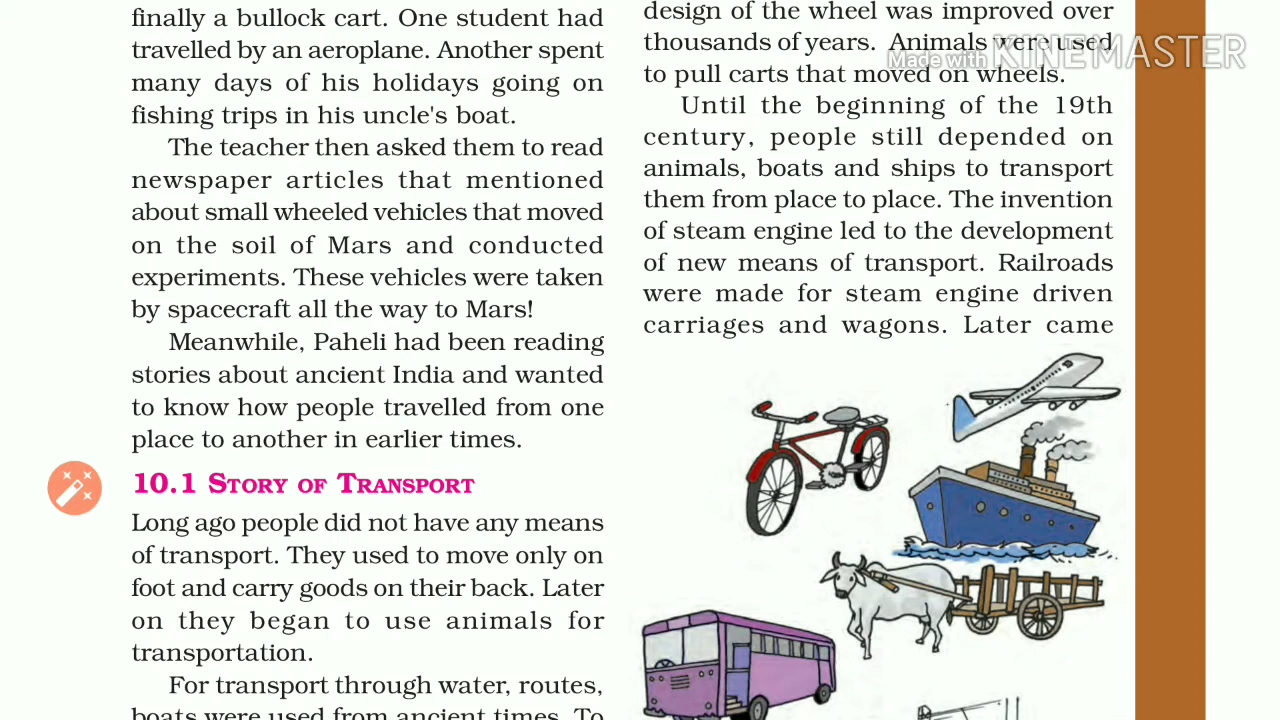 finally a bullock cart. One student had
travelled by an aeroplane. Another spent
many days of his holidays going on
fishing trips in his uncle's boat.
The teacher then asked them to read
newspaper articles that mentioned
about small wheeled vehicles that moved
on the soil of Mars and conducted
experiments. These vehicles were taken
by spacecraft all the way to Mars!
Meanwhile, Paheli had been reading
stories about ancient India and wanted
to know how people travelled from one
place to another in earlier times.
10.1 STORY OF TRANSPORT
Long ago people did not have any means
of transport. They used to move only on
foot and carry goods on their back. Later
on they began to use animals for
transportation.
For transport through water, routes,
boats were used from ancient times. To
design of the wheel was improved over
thousands of years. Animals were used
to pull carts that moved on wheels.
Until the beginning of the 19th
century, people still depended on
animals, boats and ships to transport
them from place to place. The invention
of steam engine led to the development
of new means of transport. Railroads
were made for steam engine driven
carriages and wagons. Later came
Made with KINEMASTER